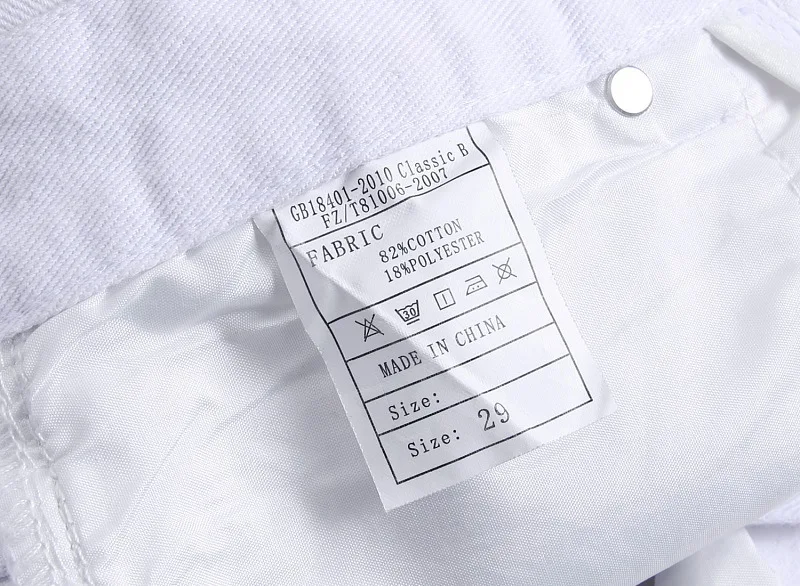 GB18401-2010 Classic B
FZ/T81006-2007
FABRIC
82%COTTON
18%POLYESTER
30
MADE IN CHINA
Size:
Size: 29